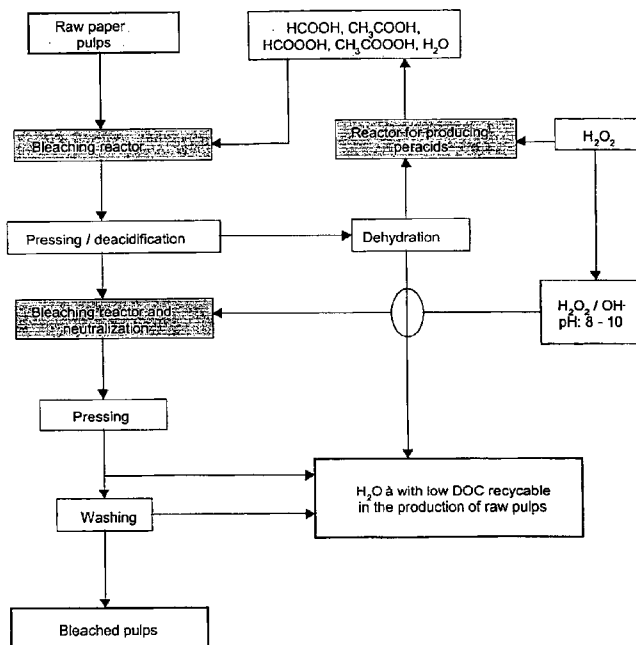 Raw paper
pulps
HCOOH, CH₃COOH,
HCOOOH, CH₃COOOH, H₂O
Bleaching reactor
Reactor for producing
peracids
H₂O₂
Pressing / deacidification
Dehydration
Bleaching reactor and
neutralization
H₂O₂ / OH-
pH: 8 - 10
Pressing
H₂O à with low DOC recycable
in the production of raw pulps
Washing
Bleached pulps